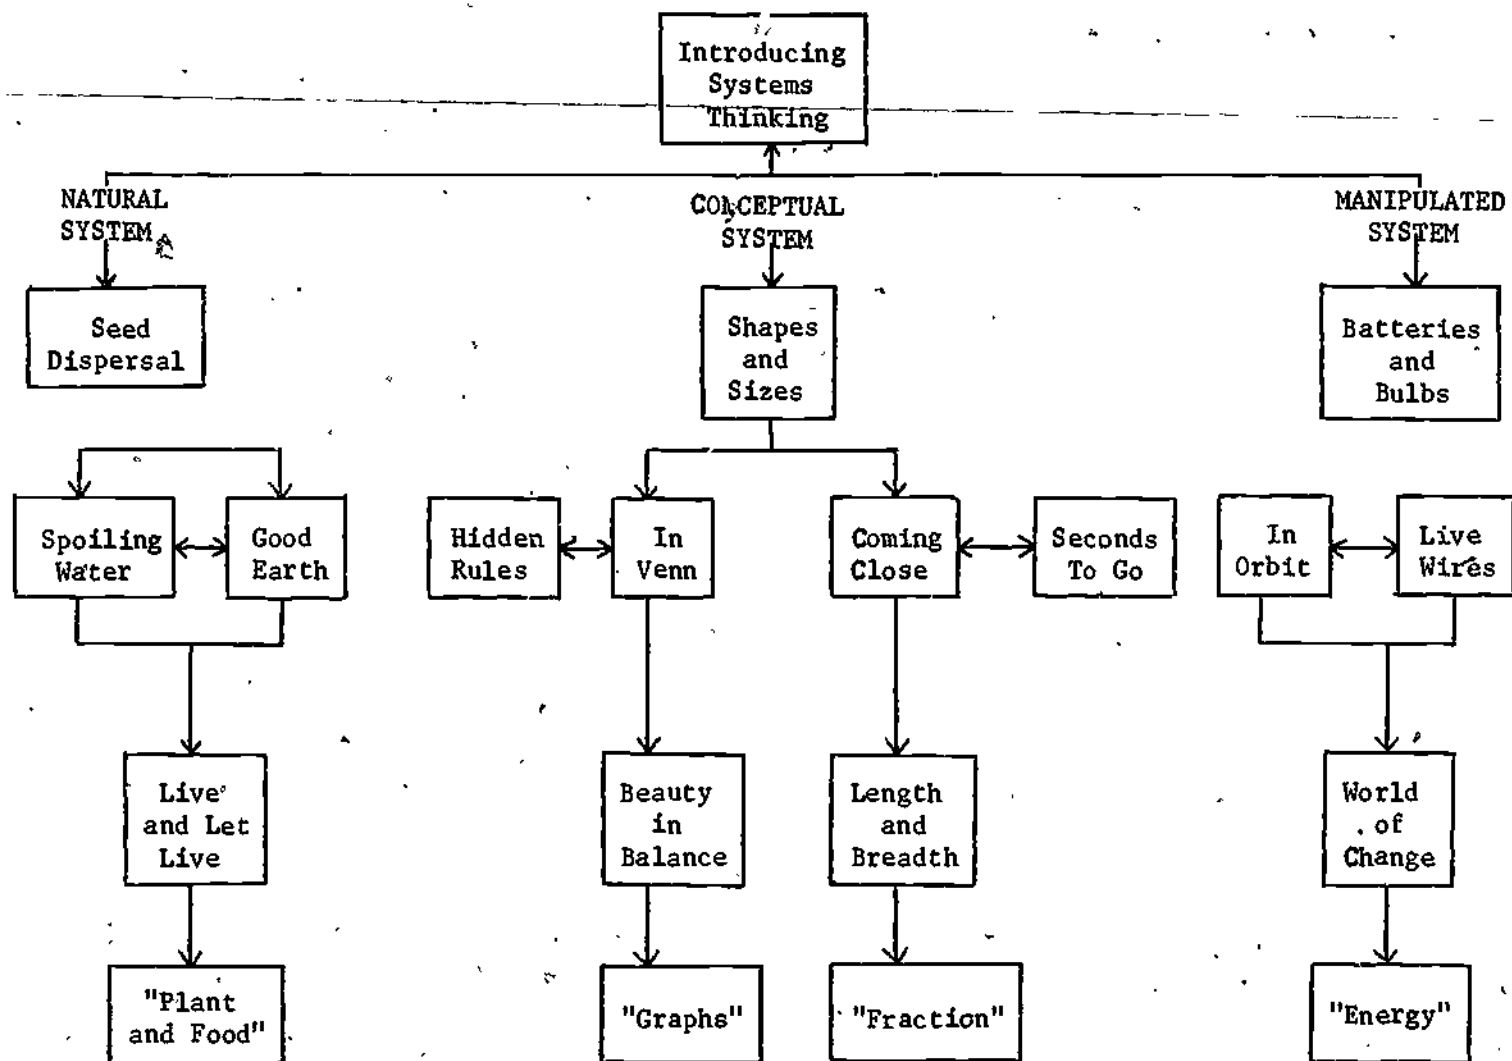 Introducing
Systems
Thinking
NATURAL
SYSTEM
CONCEPTUAL
SYSTEM
MANIPULATED
SYSTEM
Seed
Dispersal
Shapes
and
Sizes
Batteries
and
Bulbs
Spoiling
Water
Good
Earth
Hidden
Rules
In
Venn
Coming
Close
Seconds
To Go
In
Orbit
Live
Wires
Live
and Let
Live
Beauty
in
Balance
Length
and
Breadth
World
of
Change
"Plant
and Food"
"Graphs"
"Fraction"
"Energy"